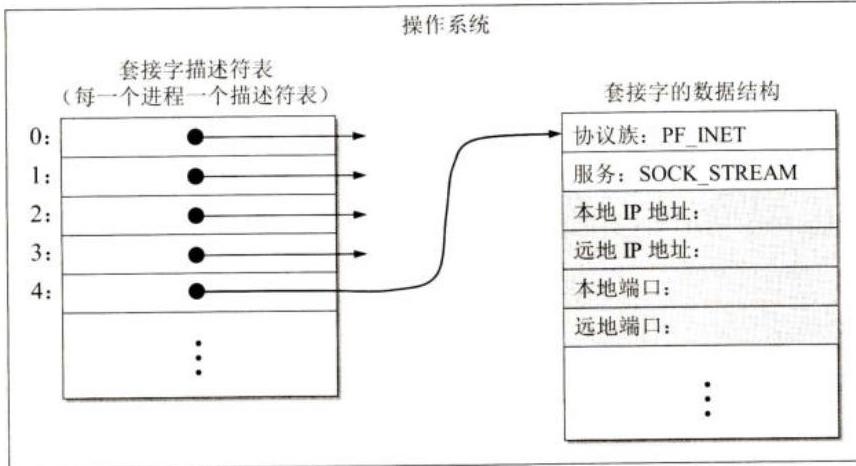 操作系统
套接字描述符表
（每一个进程一个描述符表）
0:
1:
2:
3:
4:
套接字的数据结构
协议族：PF_INET
服务：SOCK_STREAM
本地 IP 地址：
远地 IP 地址：
本地端口：
远地端口：